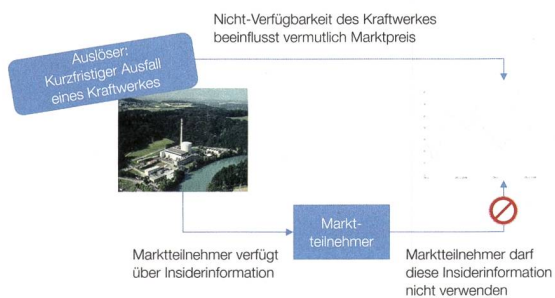 Nicht-Verfügbarkeit des Kraftwerkes
beeinflusst vermutlich Marktpreis
Auslöser:
Kurzfristiger Ausfall
eines Kraftwerkes
Markt-
teilnehmer
Marktteilnehmer verfügt
über Insiderinformation
Marktteilnehmer darf
diese Insiderinformation
nicht verwenden